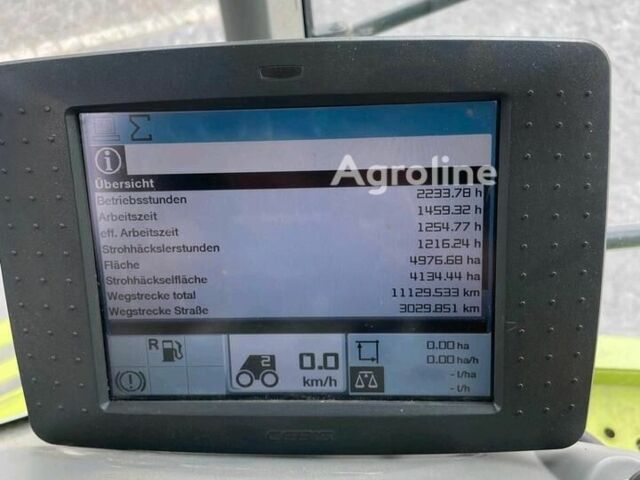 Σ
i
Agroline
Übersicht
Betriebsstunden 2233.78 h
Arbeitszeit 1459.32 h
eff. Arbeitszeit 1254.77 h
Strohhäckslerstunden 1216.24 h
Fläche 4976.68 ha
Strohhäckselfläche 4134.44 ha
Wegstrecke total 11129.533 km
Wegstrecke Straße 3029.851 km
R
2
0.0
km/h
0.00 ha
0.00 ha/h
- l/ha
- l/h
CEBIS